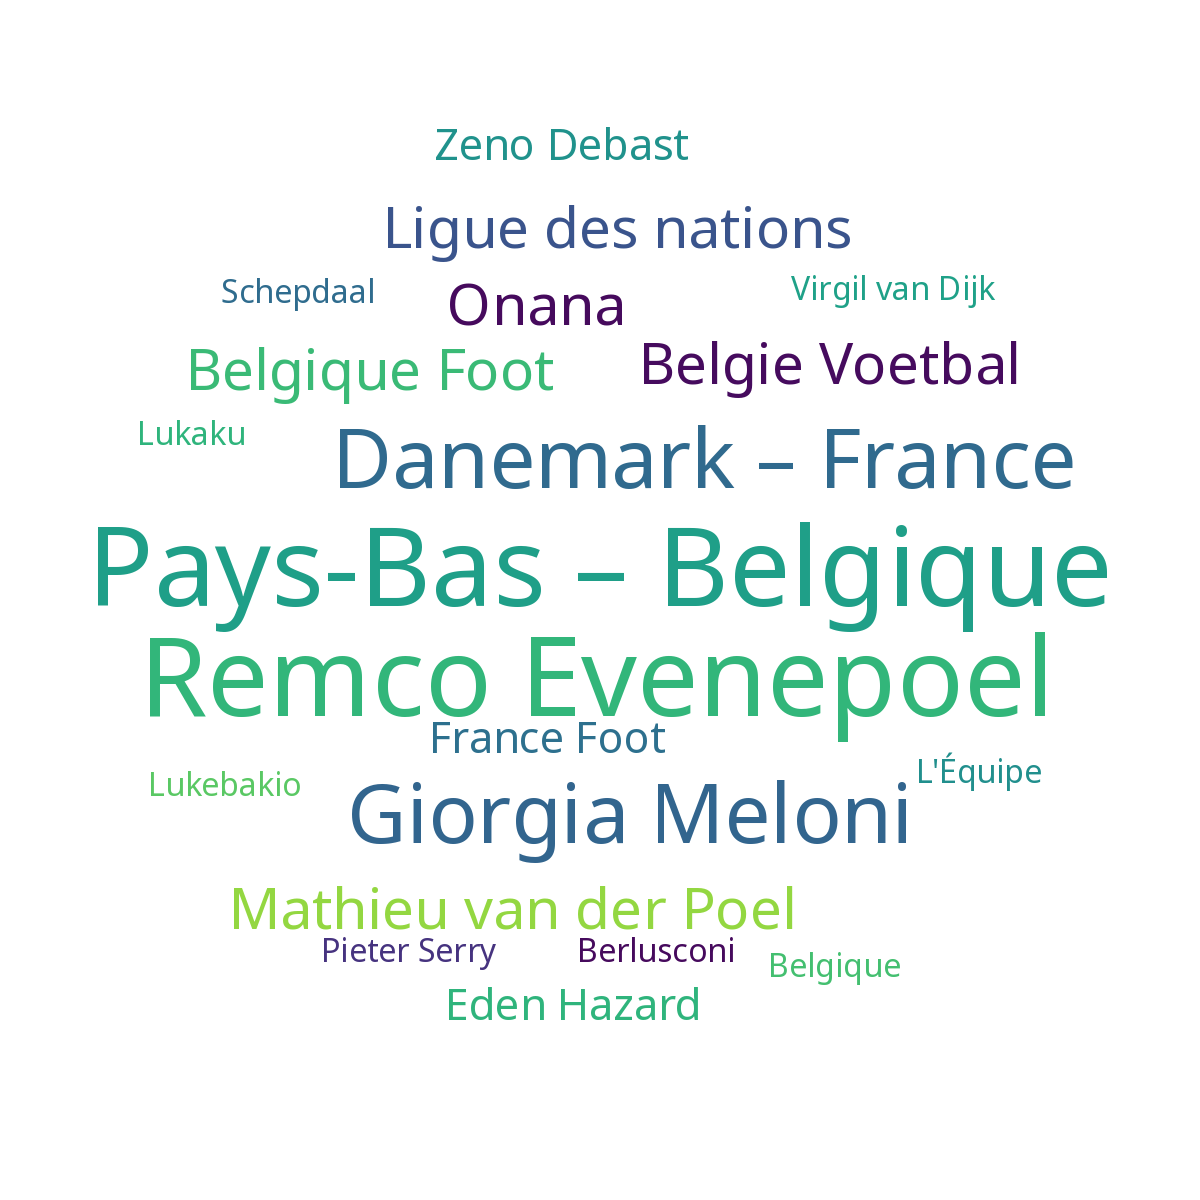 Zeno Debast
Ligue des nations
Schepdaal
Onana
Virgil van Dijk
Belgique Foot
Belgie Voetbal
Lukaku
Danemark – France
Pays-Bas – Belgique
Remco Evenepoel
France Foot
Lukebakio
Giorgia Meloni
L'Équipe
Mathieu van der Poel
Pieter Serry
Berlusconi
Belgique
Eden Hazard